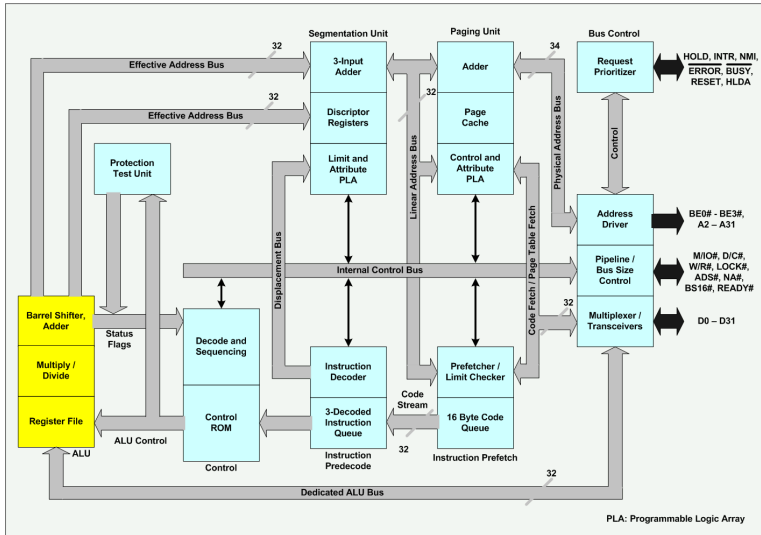 Segmentation Unit
Paging Unit
Bus Control
32
34
Effective Address Bus
3-Input
Adder
Adder
Request
Prioritizer
HOLD, INTR, NMI,
ERROR, BUSY,
RESET, HLDA
32
32
Effective Address Bus
Discriptor
Registers
Page
Cache
Protection
Test Unit
Limit and
Attribute
PLA
Linear Address Bus
Control and
Attribute
PLA
Physical Address Bus
Control
Address
Driver
BE0# - BE3#,
A2 – A31
Displacement Bus
Internal Control Bus
Code Fetch / Page Table Fetch
Pipeline /
Bus Size
Control
M/IO#, D/C#,
W/R#, LOCK#,
ADS#, NA#,
BS16#, READY#
32
Barrel Shifter,
Adder
Status
Flags
Decode and
Sequencing
Multiplexer /
Transceivers
D0 – D31
Multiply /
Divide
Instruction
Decoder
Prefetcher /
Limit Checker
Register File
ALU Control
ALU
Control
ROM
Control
3-Decoded
Instruction
Queue
Instruction
Predecode
Code
Stream
32
16 Byte Code
Queue
Instruction Prefetch
32
Dedicated ALU Bus
PLA: Programmable Logic Array